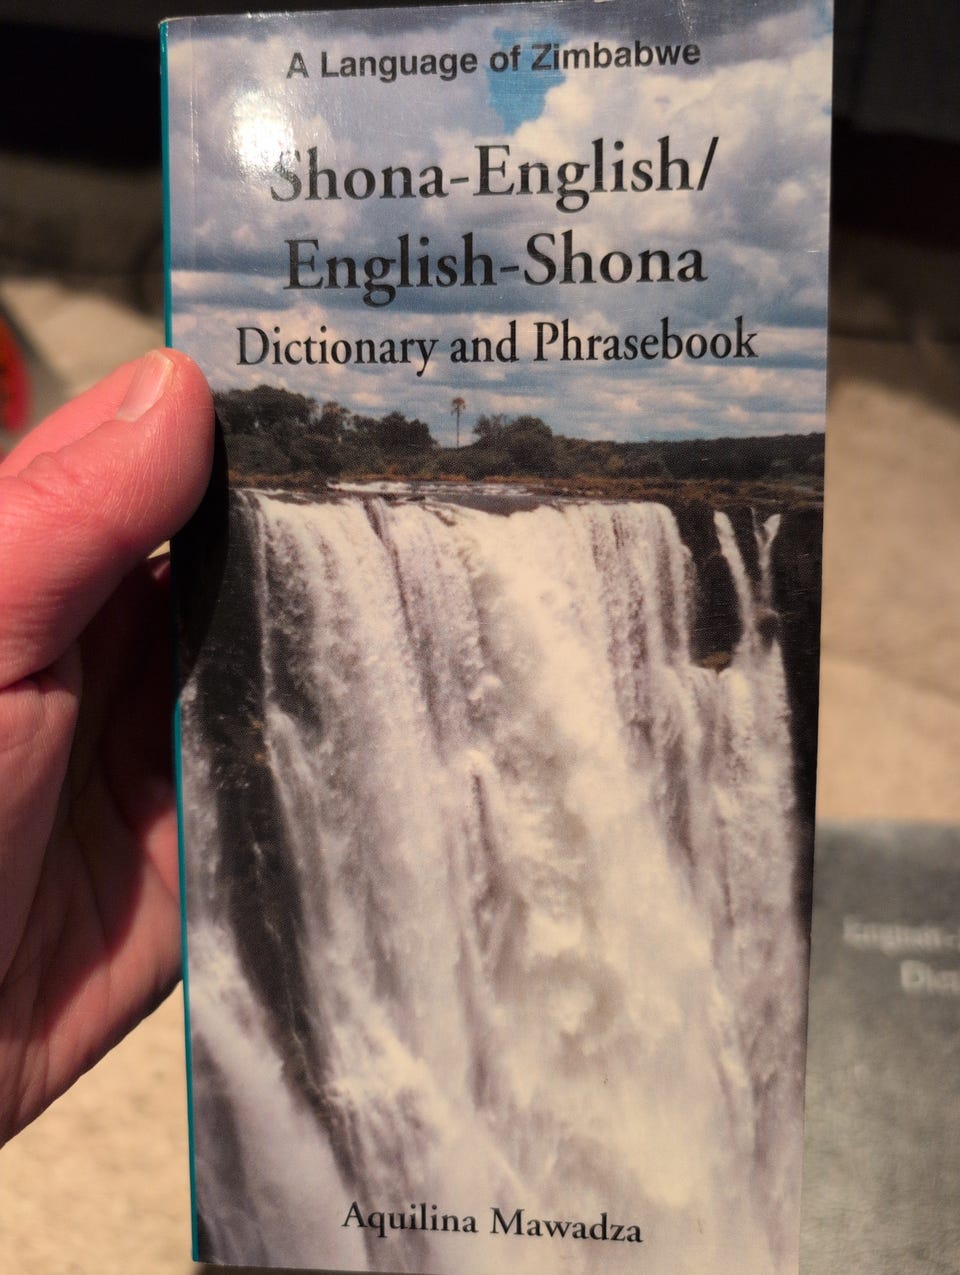 A Language of Zimbabwe
Shona-English/
English-Shona
Dictionary and Phrasebook
Aquilina Mawadza